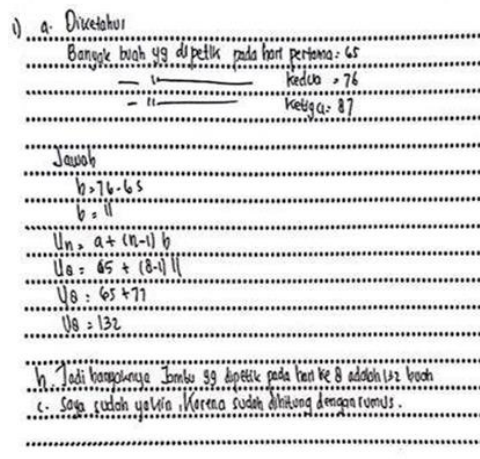 1) a. Diketahui
Banyak buah yg dipetik pada hari pertama = 65
— 11 — kedua = 76
— 11 — ketiga = 87
Jawab
b = 76 - 65
b = 11
Un = a + (n-1) b
U8 = 65 + (8-1) 11
U8 = 65 + 77
U8 = 132
b. Jadi banyaknya Jambu yg dipetik pada hari ke 8 adalah 132 buah
c. Saya sudah yakin, Karena sudah dihitung dengan rumus.